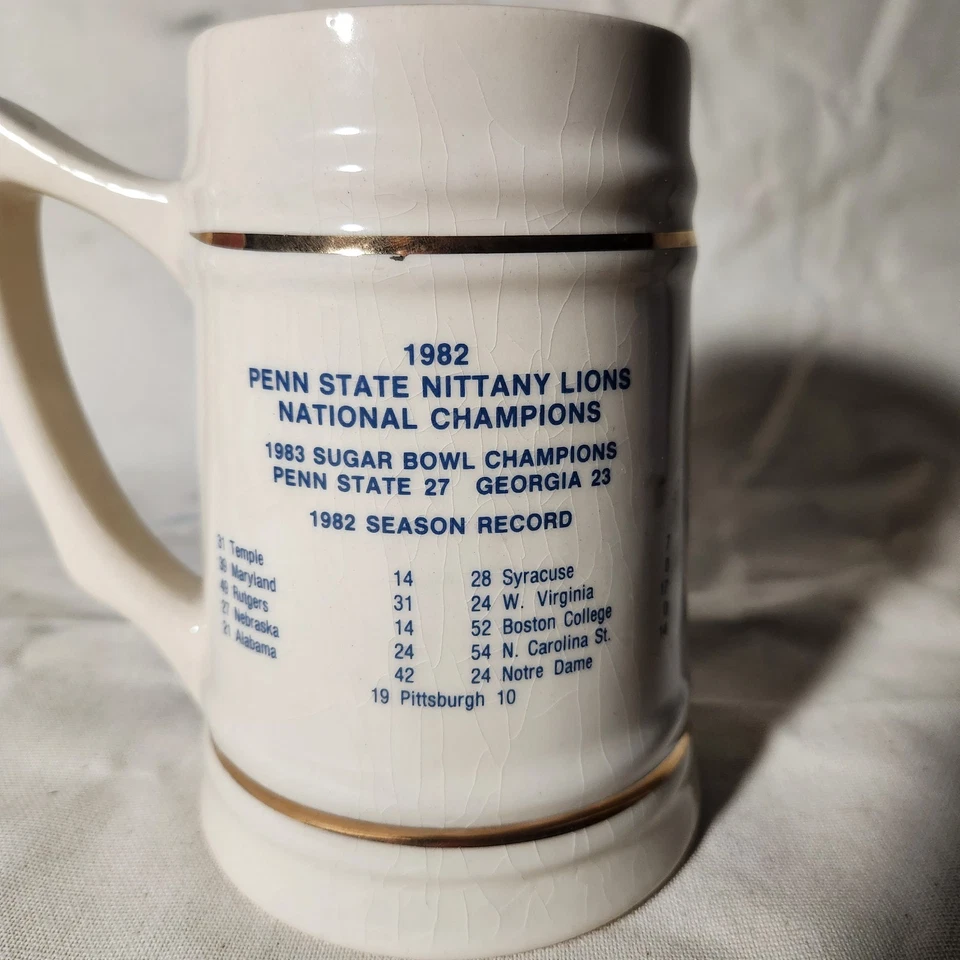 1982
PENN STATE NITTANY LIONS
NATIONAL CHAMPIONS
1983 SUGAR BOWL CHAMPIONS
PENN STATE 27 GEORGIA 23
1982 SEASON RECORD
31 Temple 14 28 Syracuse
39 Maryland 31 24 W. Virginia
49 Rutgers 14 52 Boston College
27 Nebraska 24 54 N. Carolina St.
21 Alabama 42 24 Notre Dame
19 Pittsburgh 10